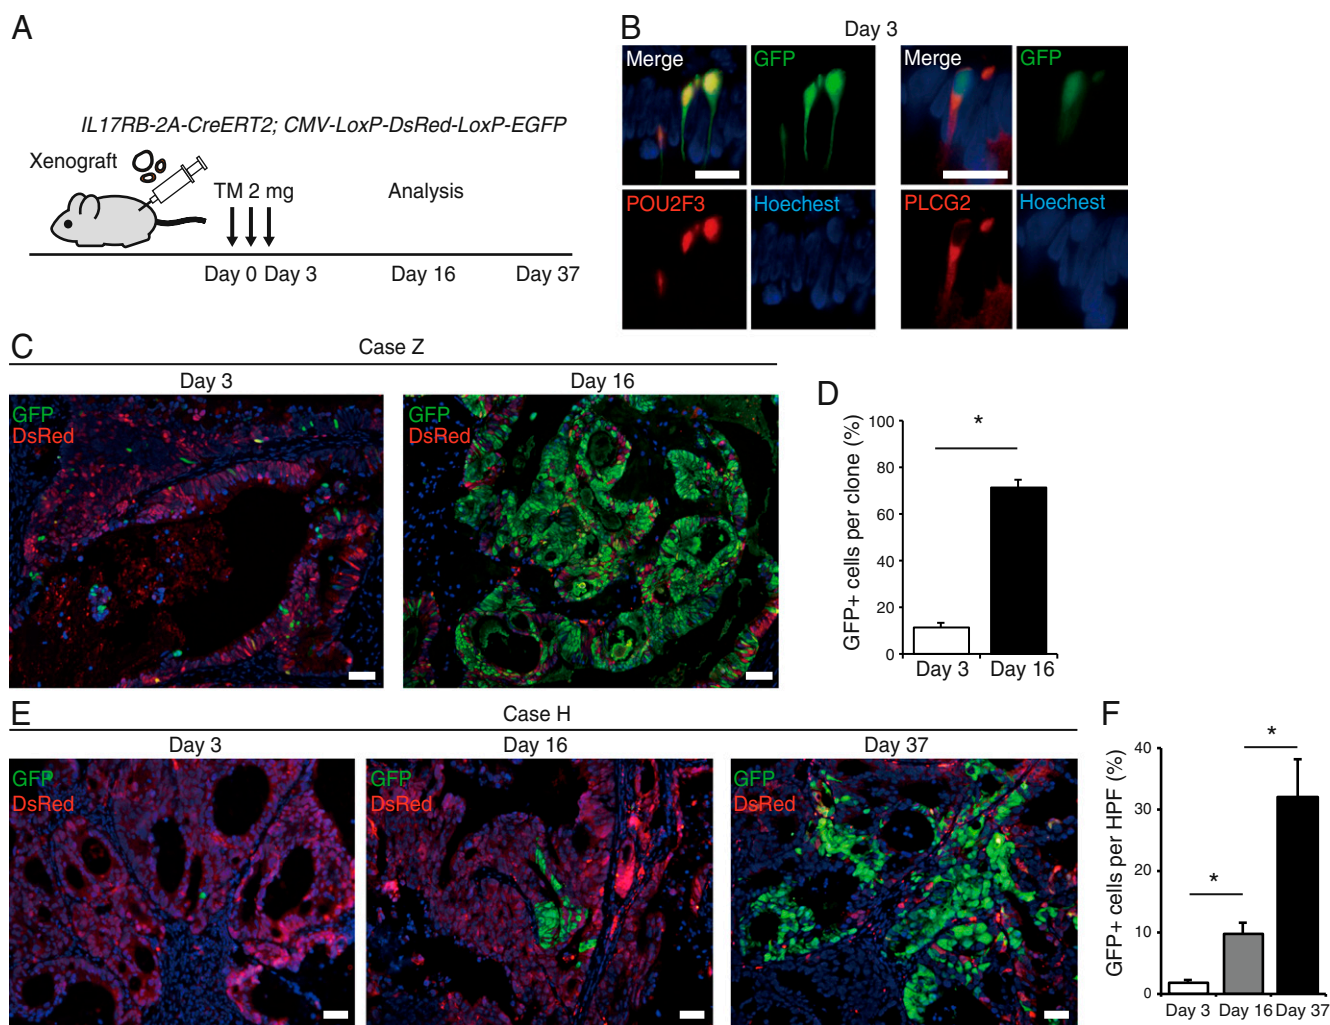 A
IL17RB-2A-CreERT2; CMV-LoxP-DsRed-LoxP-EGFP
Xenograft
TM 2 mg
Analysis
Day 0 Day 3 Day 16 Day 37
B
Day 3
Merge GFP Merge GFP
POU2F3 Hoechest PLCG2 Hoechest
C
Case Z
Day 3 Day 16
GFP
DsRed
GFP
DsRed
D
GFP+ cells per clone (%)
100
80
60
40
20
0
*
Day 3 Day 16
E
Case H
Day 3 Day 16 Day 37
GFP
DsRed
GFP
DsRed
GFP
DsRed
F
GFP+ cells per HPF (%)
40
30
20
10
0
*
*
Day 3 Day 16 Day 37